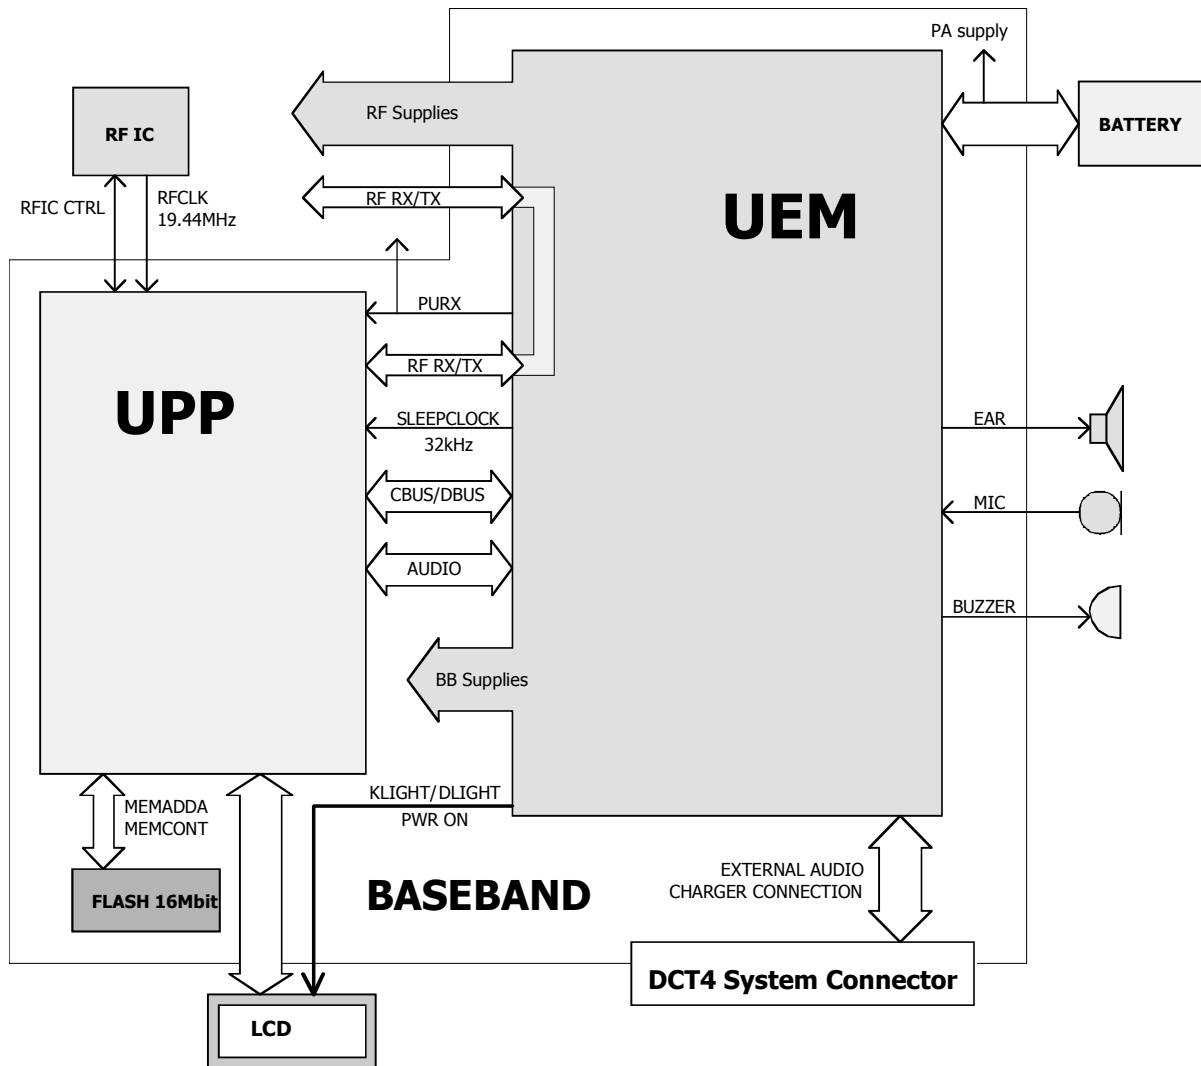 PA supply
RF Supplies
RF IC
BATTERY
RFIC CTRL
RFCLK
19.44MHz
RF RX/TX
UEM
PURX
RF RX/TX
UPP
SLEEPCLOCK
32kHz
EAR
CBUS/DBUS
MIC
AUDIO
BUZZER
BB Supplies
KLIGHT/DLIGHT
PWR ON
MEMADDA
MEMCONT
EXTERNAL AUDIO
CHARGER CONNECTION
FLASH 16Mbit
BASEBAND
DCT4 System Connector
LCD